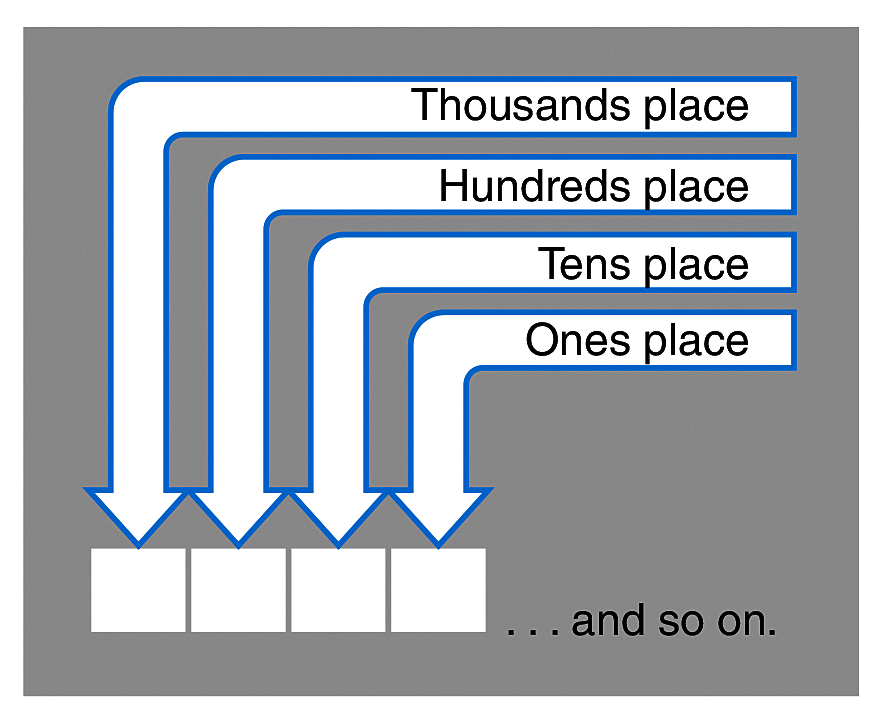 Thousands place
Hundreds place
Tens place
Ones place
. . . and so on.